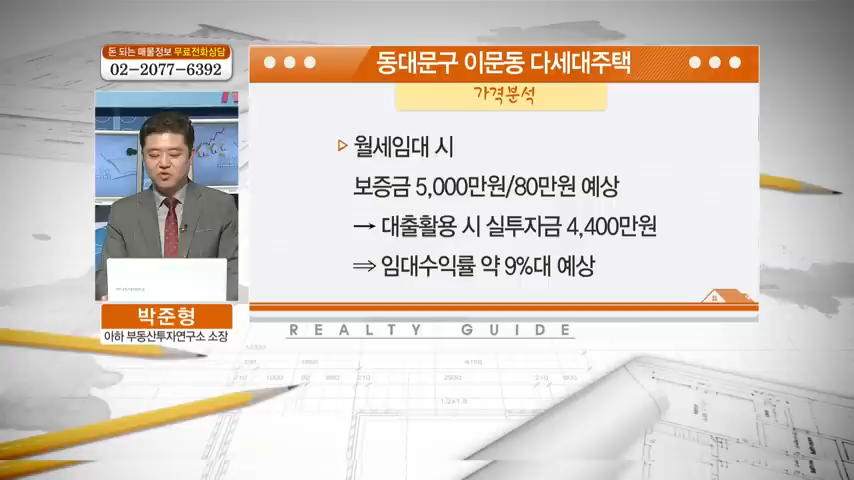 돈 되는 매물정보 무료전화상담
02-2077-6392
동대문구 이문동 다세대주택
가격분석
▷ 월세임대 시
보증금 5,000만원/80만원 예상
→ 대출활용 시 실투자금 4,400만원
⇒ 임대수익률 약 9%대 예상
박준형
아하 부동산투자연구소 소장
REALTY GUIDE